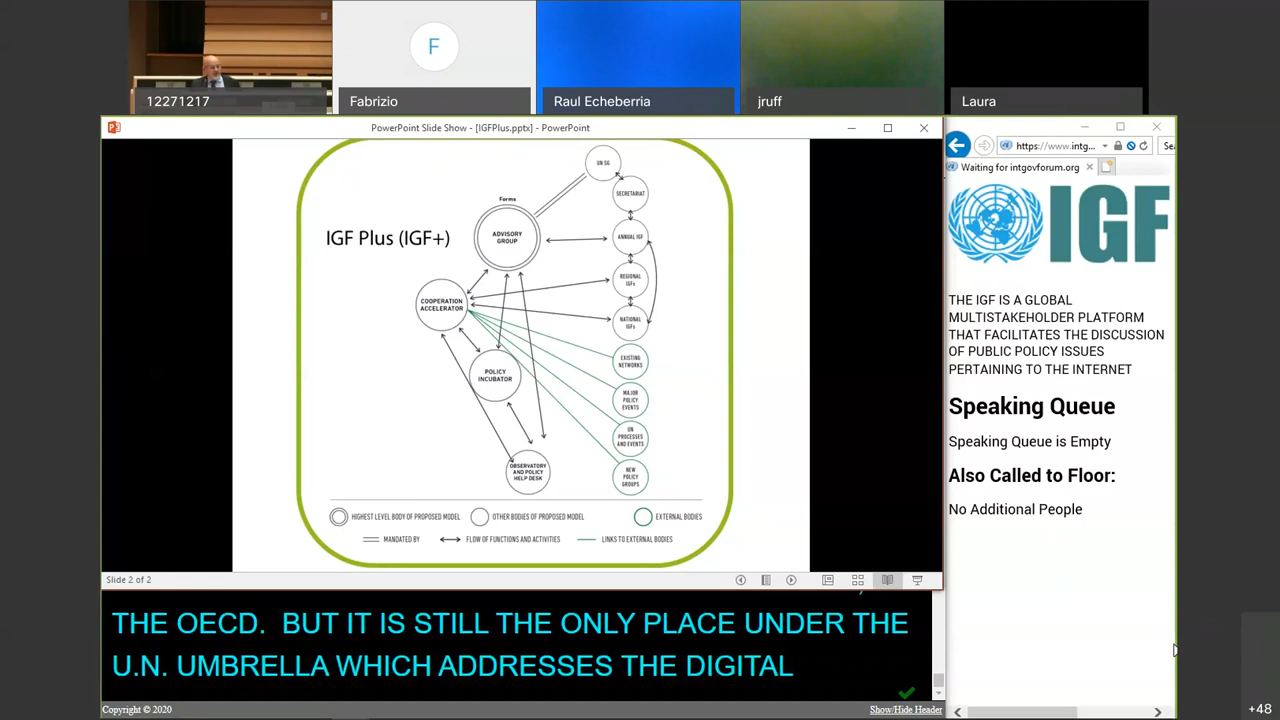 12271217
F
Fabrizio
Raul Echeberria
jruff
Laura
PowerPoint Slide Show - [IGFPlus.pptx] - PowerPoint
IGF Plus (IGF+)
Forms
ADVISORY
GROUP
COOPERATION
ACCELERATOR
POLICY
INCUBATOR
OBSERVATORY
AND POLICY
HELP DESK
UN SG
SECRETARIAT
ANNUAL IGF
REGIONAL
IGFs
NATIONAL
IGFs
EXISTING
NETWORKS
MAJOR
POLICY
EVENTS
UN
PROCESSES
AND EVENTS
NEW
POLICY
GROUPS
HIGHEST LEVEL BODY OF PROPOSED MODEL
OTHER BODIES OF PROPOSED MODEL
EXTERNAL BODIES
MANDATED BY
FLOW OF FUNCTIONS AND ACTIVITIES
LINKS TO EXTERNAL BODIES
Slide 2 of 2
THE OECD. BUT IT IS STILL THE ONLY PLACE UNDER THE
U.N. UMBRELLA WHICH ADDRESSES THE DIGITAL
Copyright © 2020
Show/Hide Header
https://www.intg...
Sea
Waiting for intgovforum.org
IGF
THE IGF IS A GLOBAL
MULTISTAKEHOLDER PLATFORM
THAT FACILITATES THE DISCUSSION
OF PUBLIC POLICY ISSUES
PERTAINING TO THE INTERNET
Speaking Queue
Speaking Queue is Empty
Also Called to Floor:
No Additional People
+48